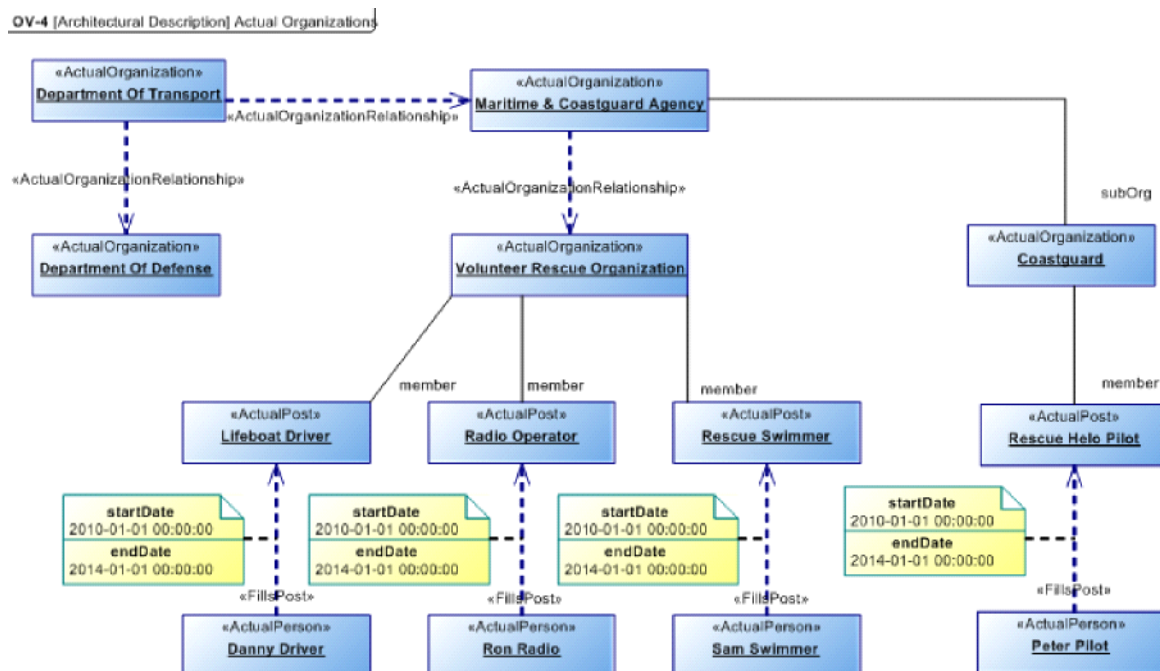 OV-4 [Architectural Description] Actual Organizations
«ActualOrganization»
Department Of Transport
«ActualOrganization»
Maritime & Coastguard Agency
«ActualOrganizationRelationship»
«ActualOrganizationRelationship»
«ActualOrganizationRelationship»
subOrg
«ActualOrganization»
Department Of Defense
«ActualOrganization»
Volunteer Rescue Organization
«ActualOrganization»
Coastguard
member
member
member
member
«ActualPost»
Lifeboat Driver
«ActualPost»
Radio Operator
«ActualPost»
Rescue Swimmer
«ActualPost»
Rescue Helo Pilot
startDate
2010-01-01 00:00:00
endDate
2014-01-01 00:00:00
startDate
2010-01-01 00:00:00
endDate
2014-01-01 00:00:00
startDate
2010-01-01 00:00:00
endDate
2014-01-01 00:00:00
startDate
2010-01-01 00:00:00
endDate
2014-01-01 00:00:00
«FillsPost»
«FillsPost»
«FillsPost»
«FillsPost»
«ActualPerson»
Danny Driver
«ActualPerson»
Ron Radio
«ActualPerson»
Sam Swimmer
«ActualPerson»
Peter Pilot